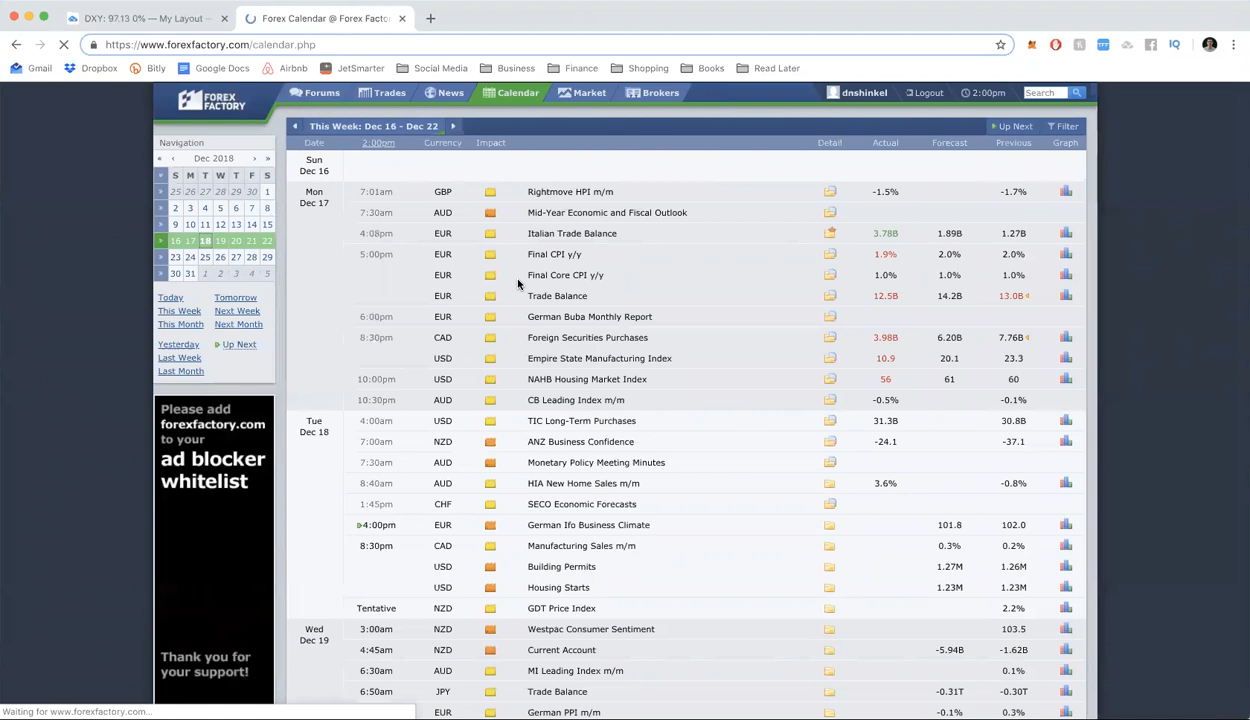 DXY: 97.13 0% — My Layout
Forex Calendar @ Forex Facto
https://www.forexfactory.com/calendar.php
Gmail Dropbox Bitly Google Docs Airbnb JetSmarter Social Media Business Finance Shopping Books Read Later
FOREX FACTORY
Forums Trades News Calendar Market Brokers dnshinkel Logout 2:00pm Search
Navigation
« ‹ Dec 2018 › »
S M T W T F S
25 26 27 28 29 30 1
2 3 4 5 6 7 8
9 10 11 12 13 14 15
16 17 18 19 20 21 22
23 24 25 26 27 28 29
30 31 1 2 3 4 5
Today Tomorrow
This Week Next Week
This Month Next Month
Yesterday Up Next
Last Week
Last Month
Please add
forexfactory.com
to your
ad blocker
whitelist
Thank you for
your support!
This Week: Dec 16 - Dec 22 Up Next Filter
Date 2:00pm Currency Impact Detail Actual Forecast Previous Graph
Sun
Dec 16
Mon
Dec 17
7:01am GBP Rightmove HPI m/m -1.5% -1.7%
7:30am AUD Mid-Year Economic and Fiscal Outlook
4:08pm EUR Italian Trade Balance 3.78B 1.89B 1.27B
5:00pm EUR Final CPI y/y 1.9% 2.0% 2.0%
EUR Final Core CPI y/y 1.0% 1.0% 1.0%
EUR Trade Balance 12.5B 14.2B 13.0B
6:00pm EUR German Buba Monthly Report
8:30pm CAD Foreign Securities Purchases 3.98B 6.20B 7.76B
USD Empire State Manufacturing Index 10.9 20.1 23.3
10:00pm USD NAHB Housing Market Index 56 61 60
10:30pm AUD CB Leading Index m/m -0.5% -0.1%
Tue
Dec 18
4:00am USD TIC Long-Term Purchases 31.3B 30.8B
7:00am NZD ANZ Business Confidence -24.1 -37.1
7:30am AUD Monetary Policy Meeting Minutes
8:40am AUD HIA New Home Sales m/m 3.6% -0.8%
1:45pm CHF SECO Economic Forecasts
4:00pm EUR German Ifo Business Climate 101.8 102.0
8:30pm CAD Manufacturing Sales m/m 0.3% 0.2%
USD Building Permits 1.27M 1.26M
USD Housing Starts 1.23M 1.23M
Tentative NZD GDT Price Index 2.2%
Wed
Dec 19
3:00am NZD Westpac Consumer Sentiment 103.5
4:45am NZD Current Account -5.94B -1.62B
6:30am AUD MI Leading Index m/m 0.1%
6:50am JPY Trade Balance -0.31T -0.30T
EUR German PPI m/m -0.1% 0.3%
Waiting for www.forexfactory.com...